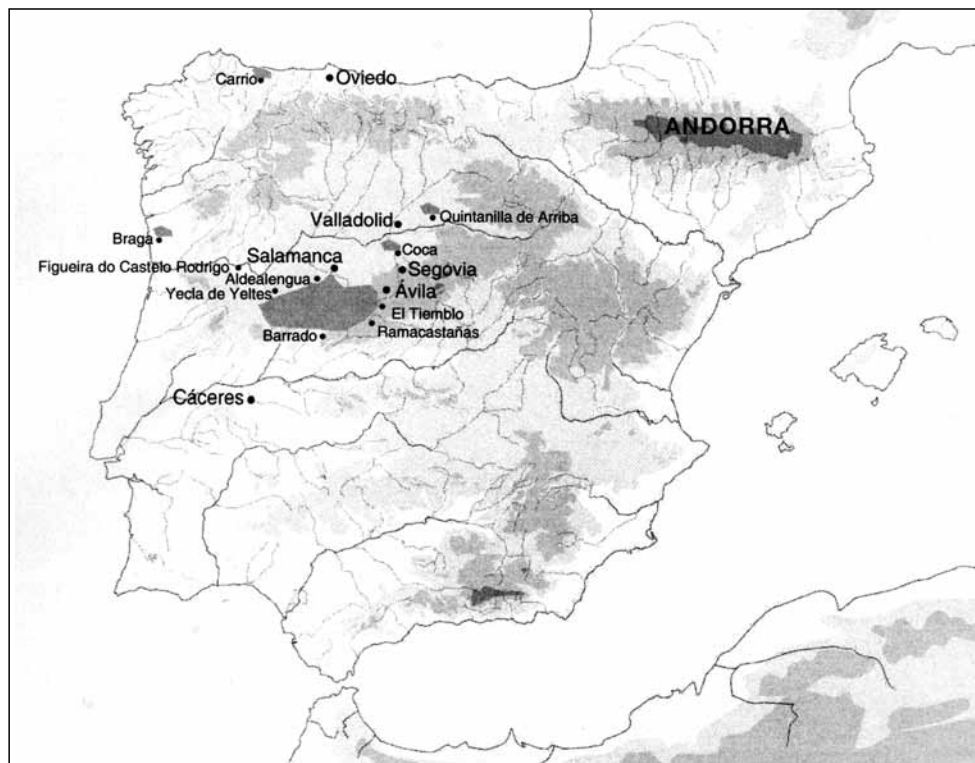 Carrio
Oviedo
ANDORRA
Valladolid
Quintanilla de Arriba
Braga
Coca
Salamanca
Figueira do Castelo Rodrigo
Segovia
Aldealengua
Yecla de Yeltes
Ávila
El Tiemblo
Ramacastañas
Barrado
Cáceres